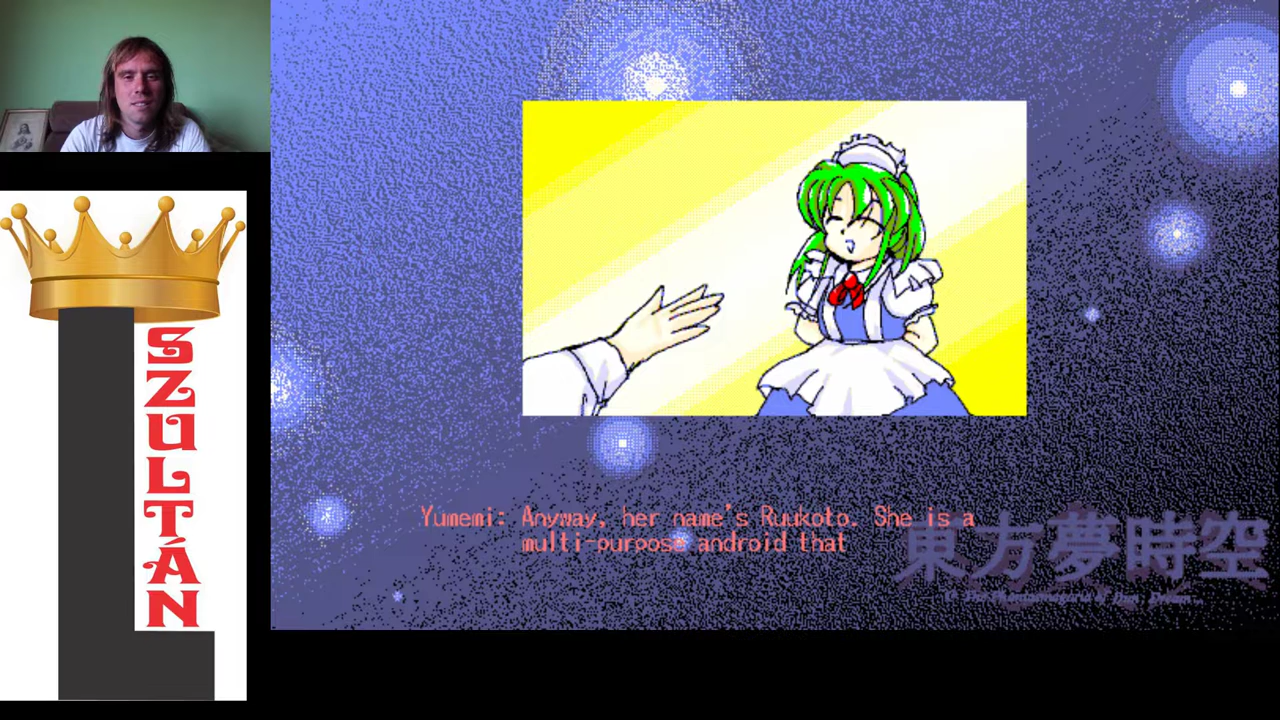 L SZULTÁN
Yumemi: Anyway, her name's Ruukoto. She is a
multi-purpose android that
東方夢時空